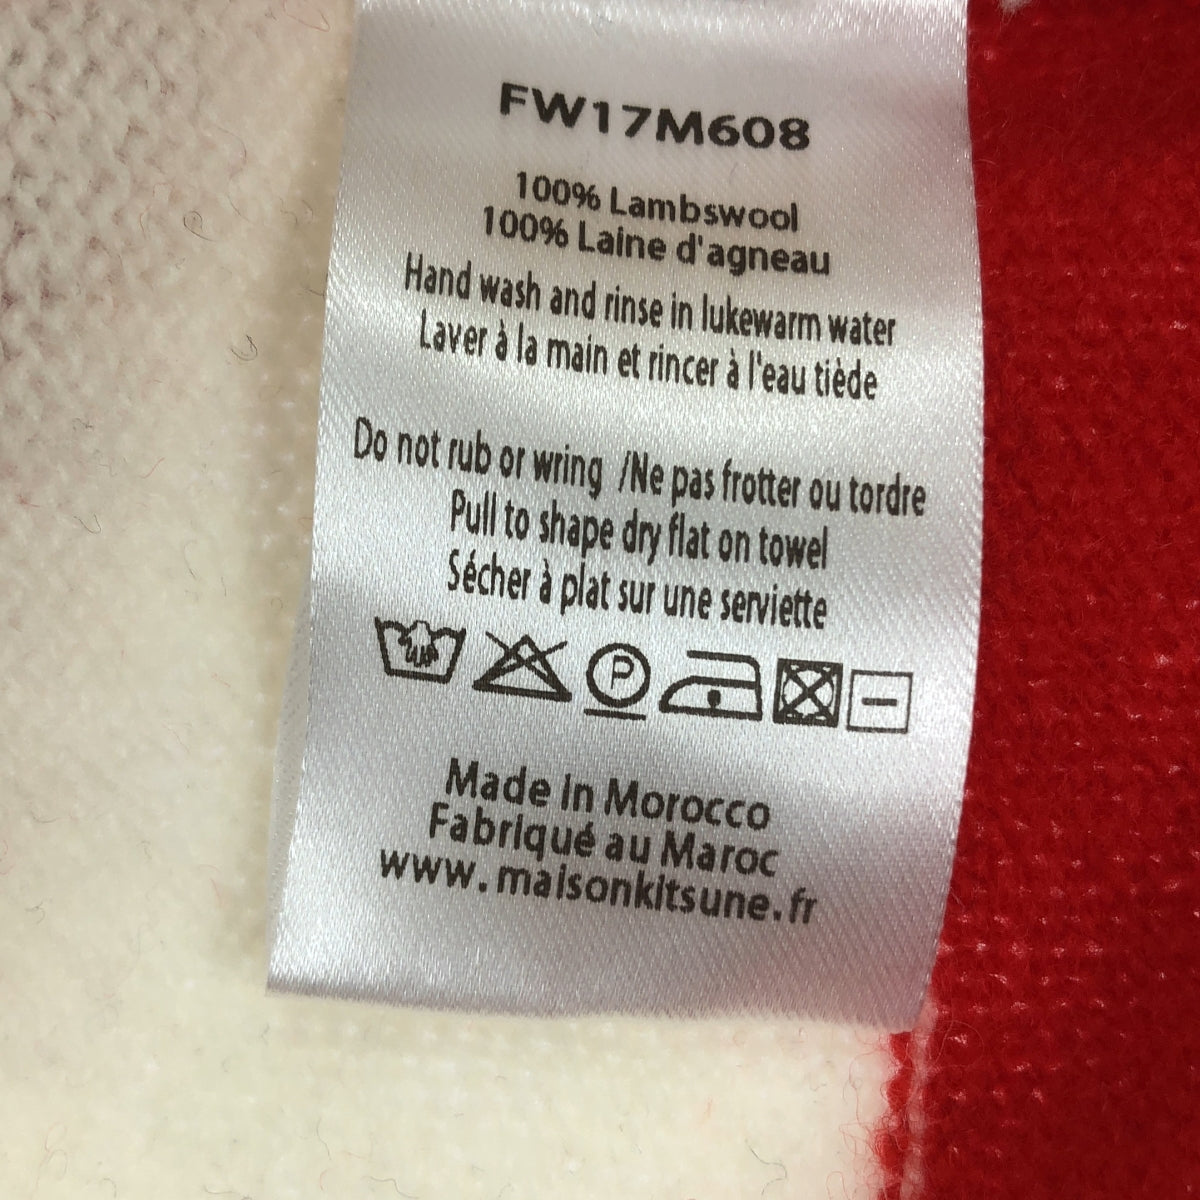 FW17M608
100% Lambswool
100% Laine d'agneau
Hand wash and rinse in lukewarm water
Laver à la main et rincer à l'eau tiède
Do not rub or wring /Ne pas frotter ou tordre
Pull to shape dry flat on towel
Sécher à plat sur une serviette
P
Made in Morocco
Fabriqué au Maroc
www.maisonkitsune.fr